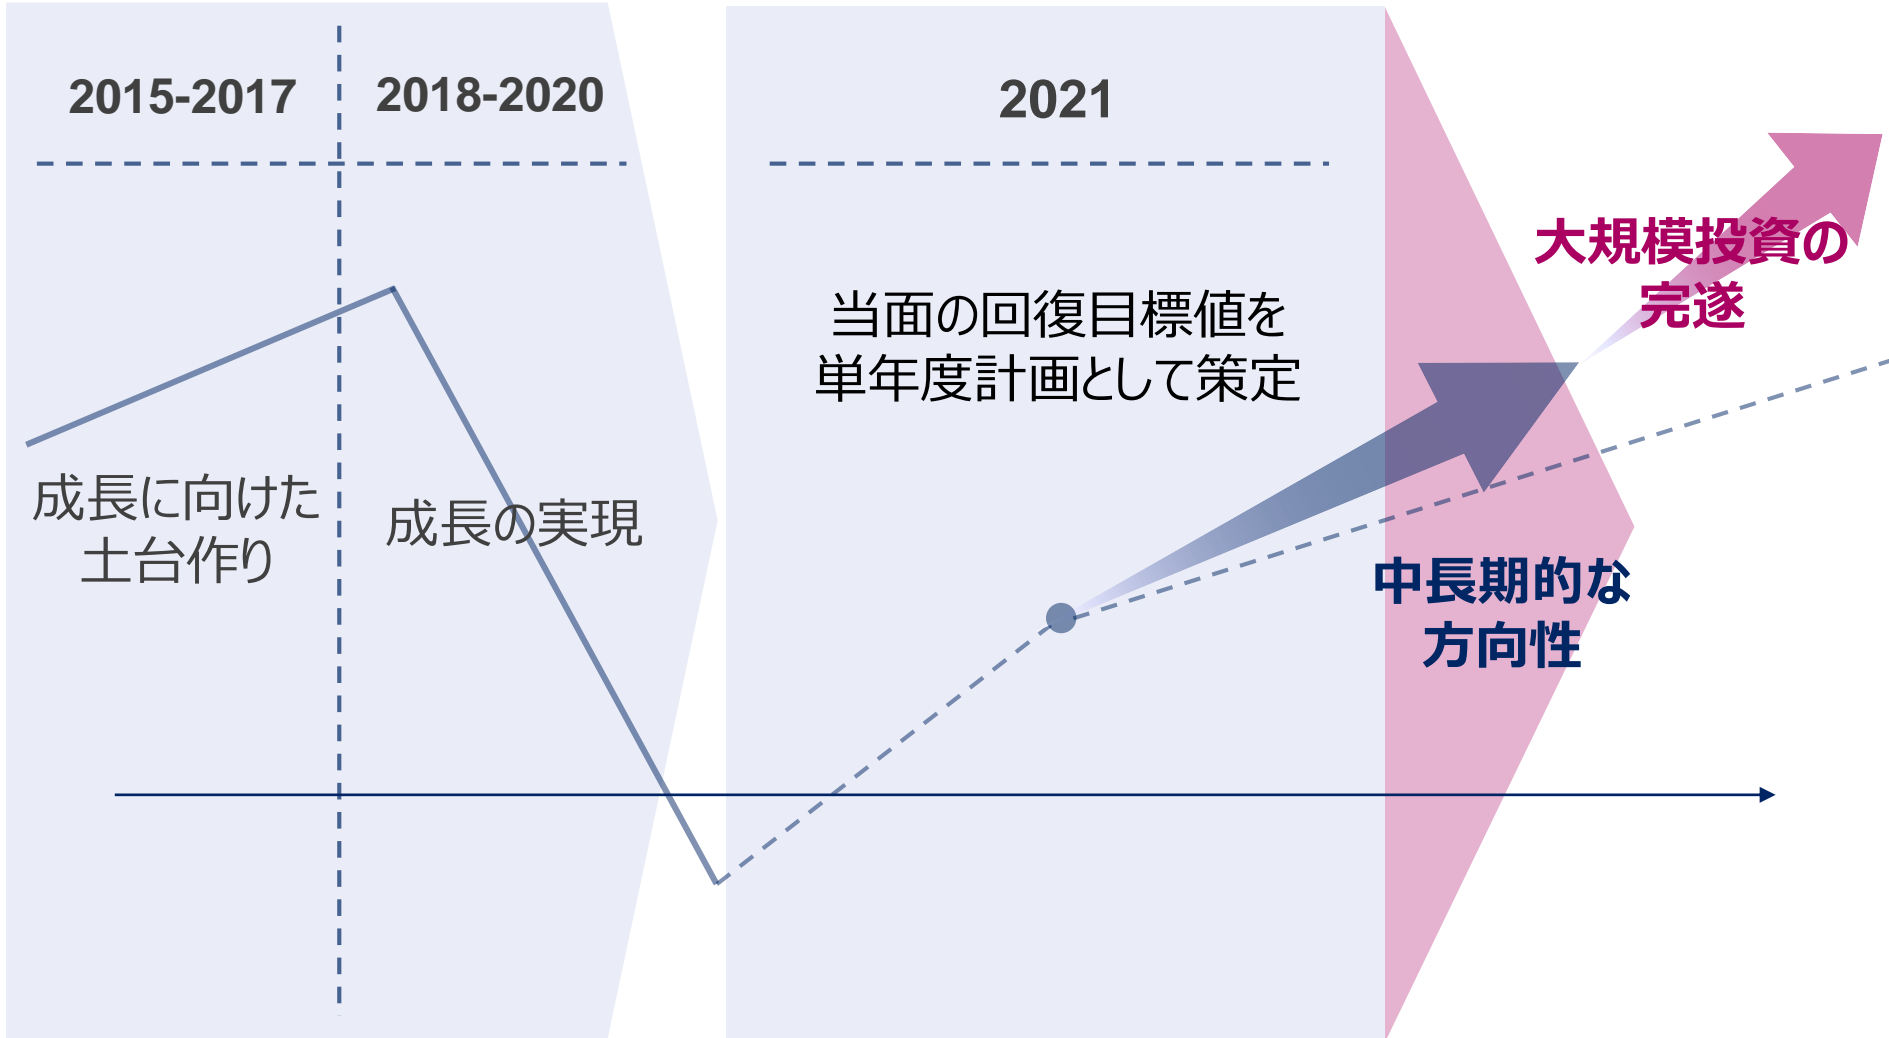 2015-2017
2018-2020
2021
成長に向けた
土台作り
成長の実現
当面の回復目標値を
単年度計画として策定
大規模投資の
完遂
中長期的な
方向性